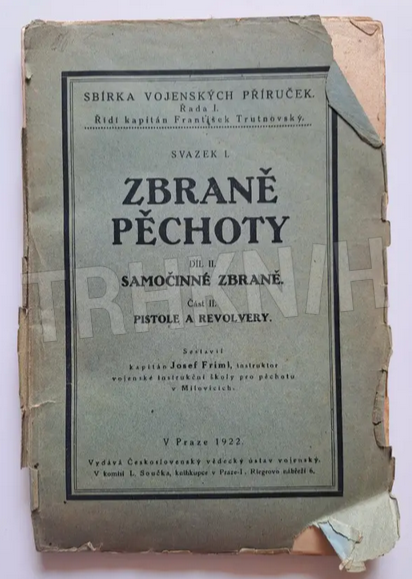 SBÍRKA VOJENSKÝCH PŘÍRUČEK.
Řada I.
Řídí kapitán František Trutnovský.
SVAZEK I.
ZBRANĚ
PĚCHOTY
DÍL II.
SAMOČINNÉ ZBRANĚ.
Část II.
PISTOLE A REVOLVERY.
Sestavil
kapitán Josef Friml, instruktor
vojenské instrukční školy pro pěchotu
v Milovicích.
V Praze 1922.
Vydává Československý vědecký ústav vojenský.
V komisi L. Součka, knihkupce v Praze-I, Riegrovo nábřeží 6.
TRHKNIH